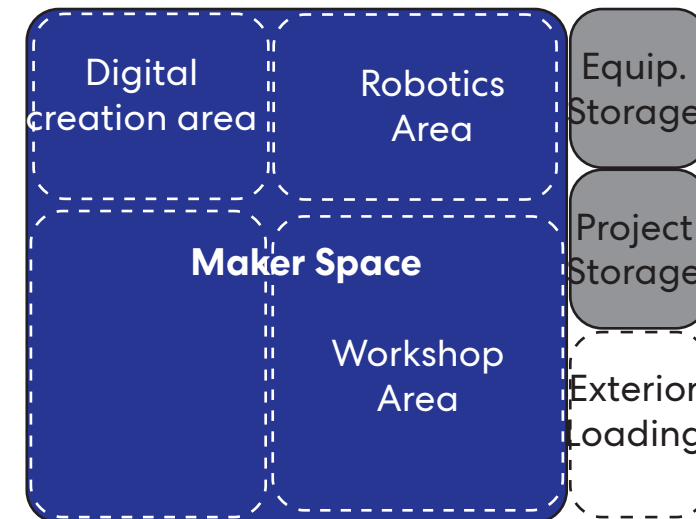 Digital
creation area
Robotics
Area
Equip.
Storage
Project
Storage
Maker Space
Workshop
Area
Exterior
Loading